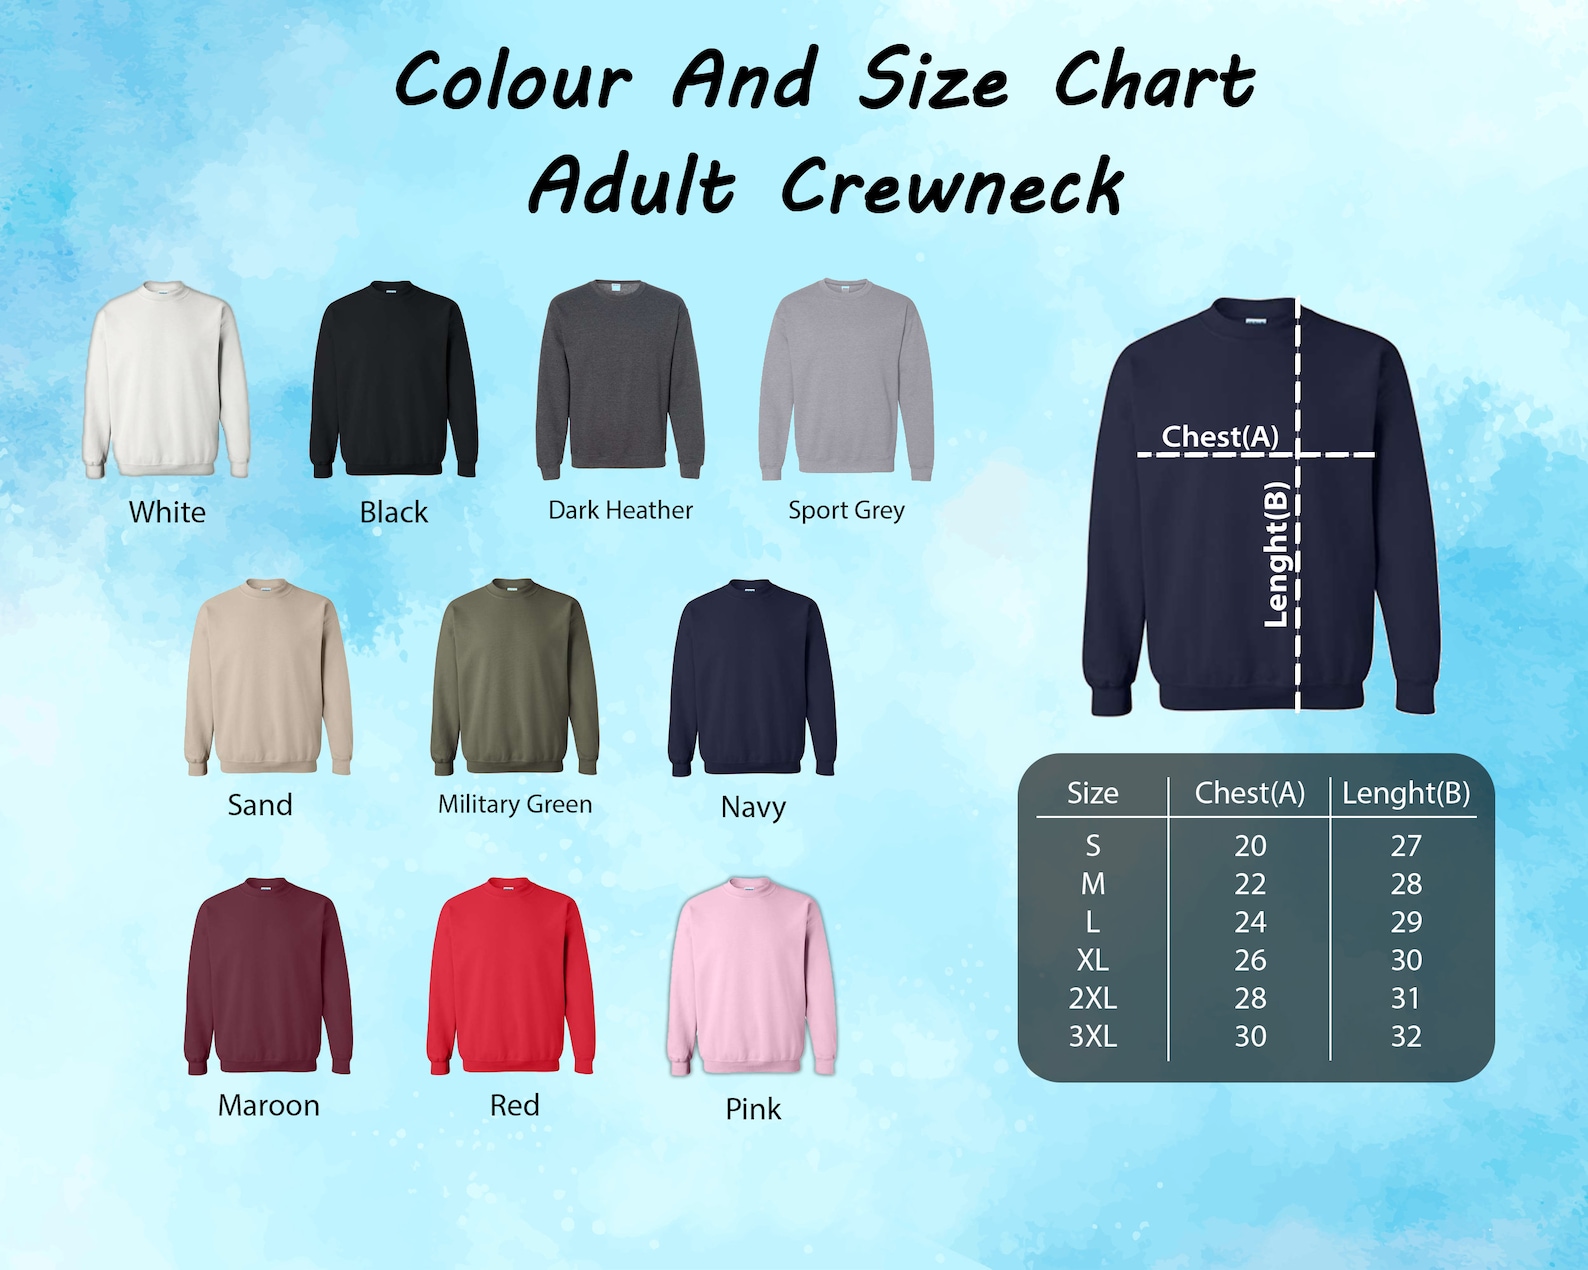 Colour And Size Chart
Adult Crewneck
White
Black
Dark Heather
Sport Grey
Sand
Military Green
Navy
Maroon
Red
Pink
Chest(A)
Lenght(B)
Size Chest(A) Lenght(B)
S 20 27
M 22 28
L 24 29
XL 26 30
2XL 28 31
3XL 30 32